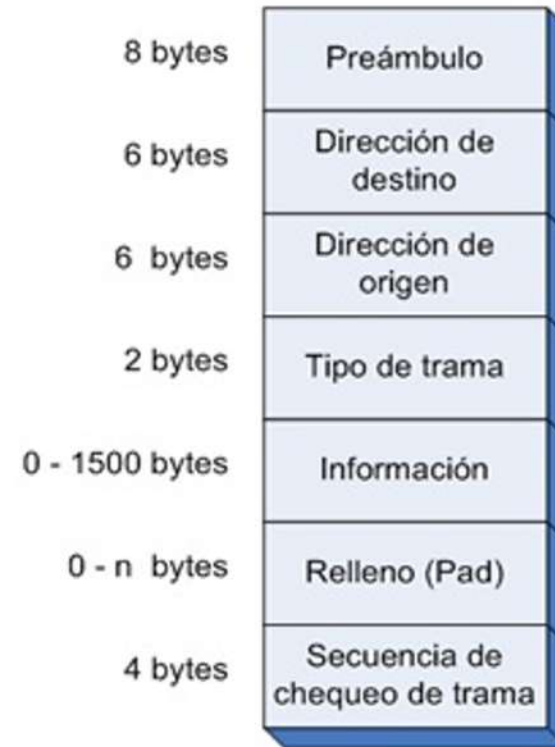 8 bytes Preámbulo
6 bytes Dirección de
destino
6 bytes Dirección de
origen
2 bytes Tipo de trama
0 - 1500 bytes Información
0 - n bytes Relleno (Pad)
4 bytes Secuencia de
chequeo de trama